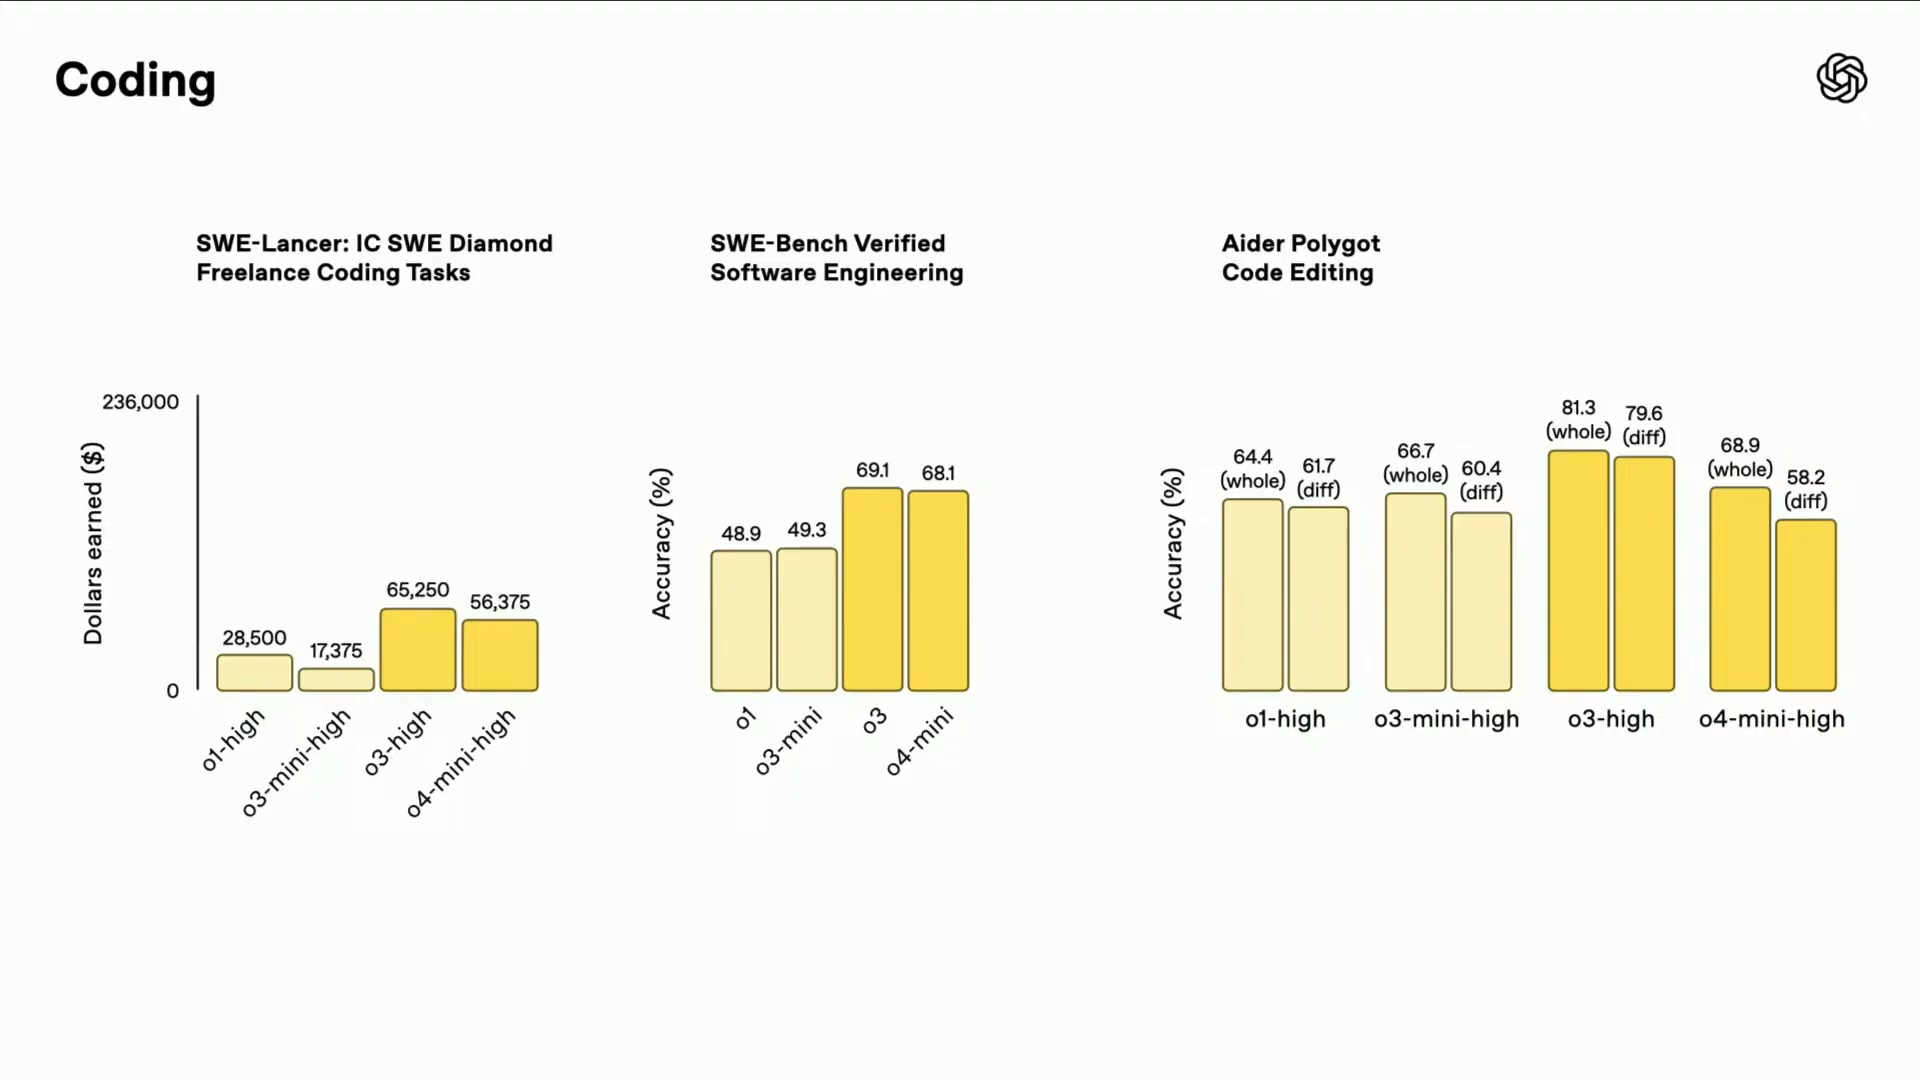 Coding
SWE-Lancer: IC SWE Diamond
Freelance Coding Tasks
236,000
Dollars earned ($)
0
28,500
17,375
65,250
56,375
o1-high
o3-mini-high
o3-high
o4-mini-high
SWE-Bench Verified
Software Engineering
Accuracy (%)
48.9
49.3
69.1
68.1
o1
o3-mini
o3
o4-mini
Aider Polygot
Code Editing
Accuracy (%)
64.4
(whole)
61.7
(diff)
66.7
(whole)
60.4
(diff)
81.3
(whole)
79.6
(diff)
68.9
(whole)
58.2
(diff)
o1-high
o3-mini-high
o3-high
o4-mini-high